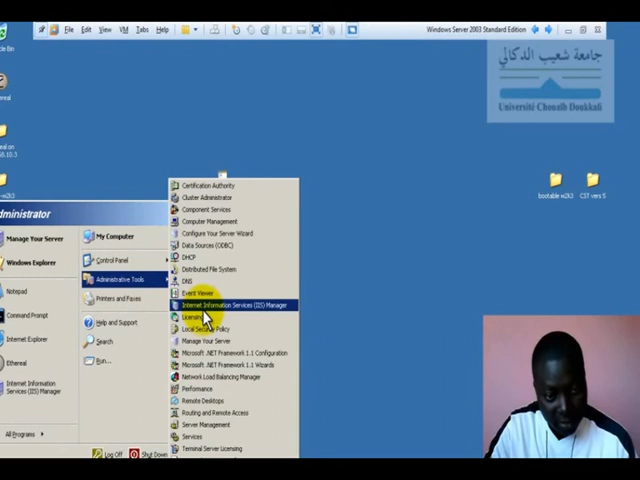 File Edit View VM Tabs Help
Windows Server 2003 Standard Edition
جامعة شعيب الدكالي
Université Chouaib Doukkali
bootable w2k3
CST vers 5
Manage Your Server
Windows Explorer
Notepad
Command Prompt
Internet Explorer
Ethereal
Internet Information
Services (IIS) Manager
All Programs
My Computer
Control Panel
Administrative Tools
Printers and Faxes
Help and Support
Search
Run...
Log Off
Shut Down
Certification Authority
Cluster Administrator
Component Services
Computer Management
Configure Your Server Wizard
Data Sources (ODBC)
DHCP
Distributed File System
DNS
Event Viewer
Internet Information Services (IIS) Manager
Licensing
Local Security Policy
Manage Your Server
Microsoft .NET Framework 1.1 Configuration
Microsoft .NET Framework 1.1 Wizards
Network Load Balancing Manager
Performance
Remote Desktops
Routing and Remote Access
Server Management
Services
Terminal Server Licensing